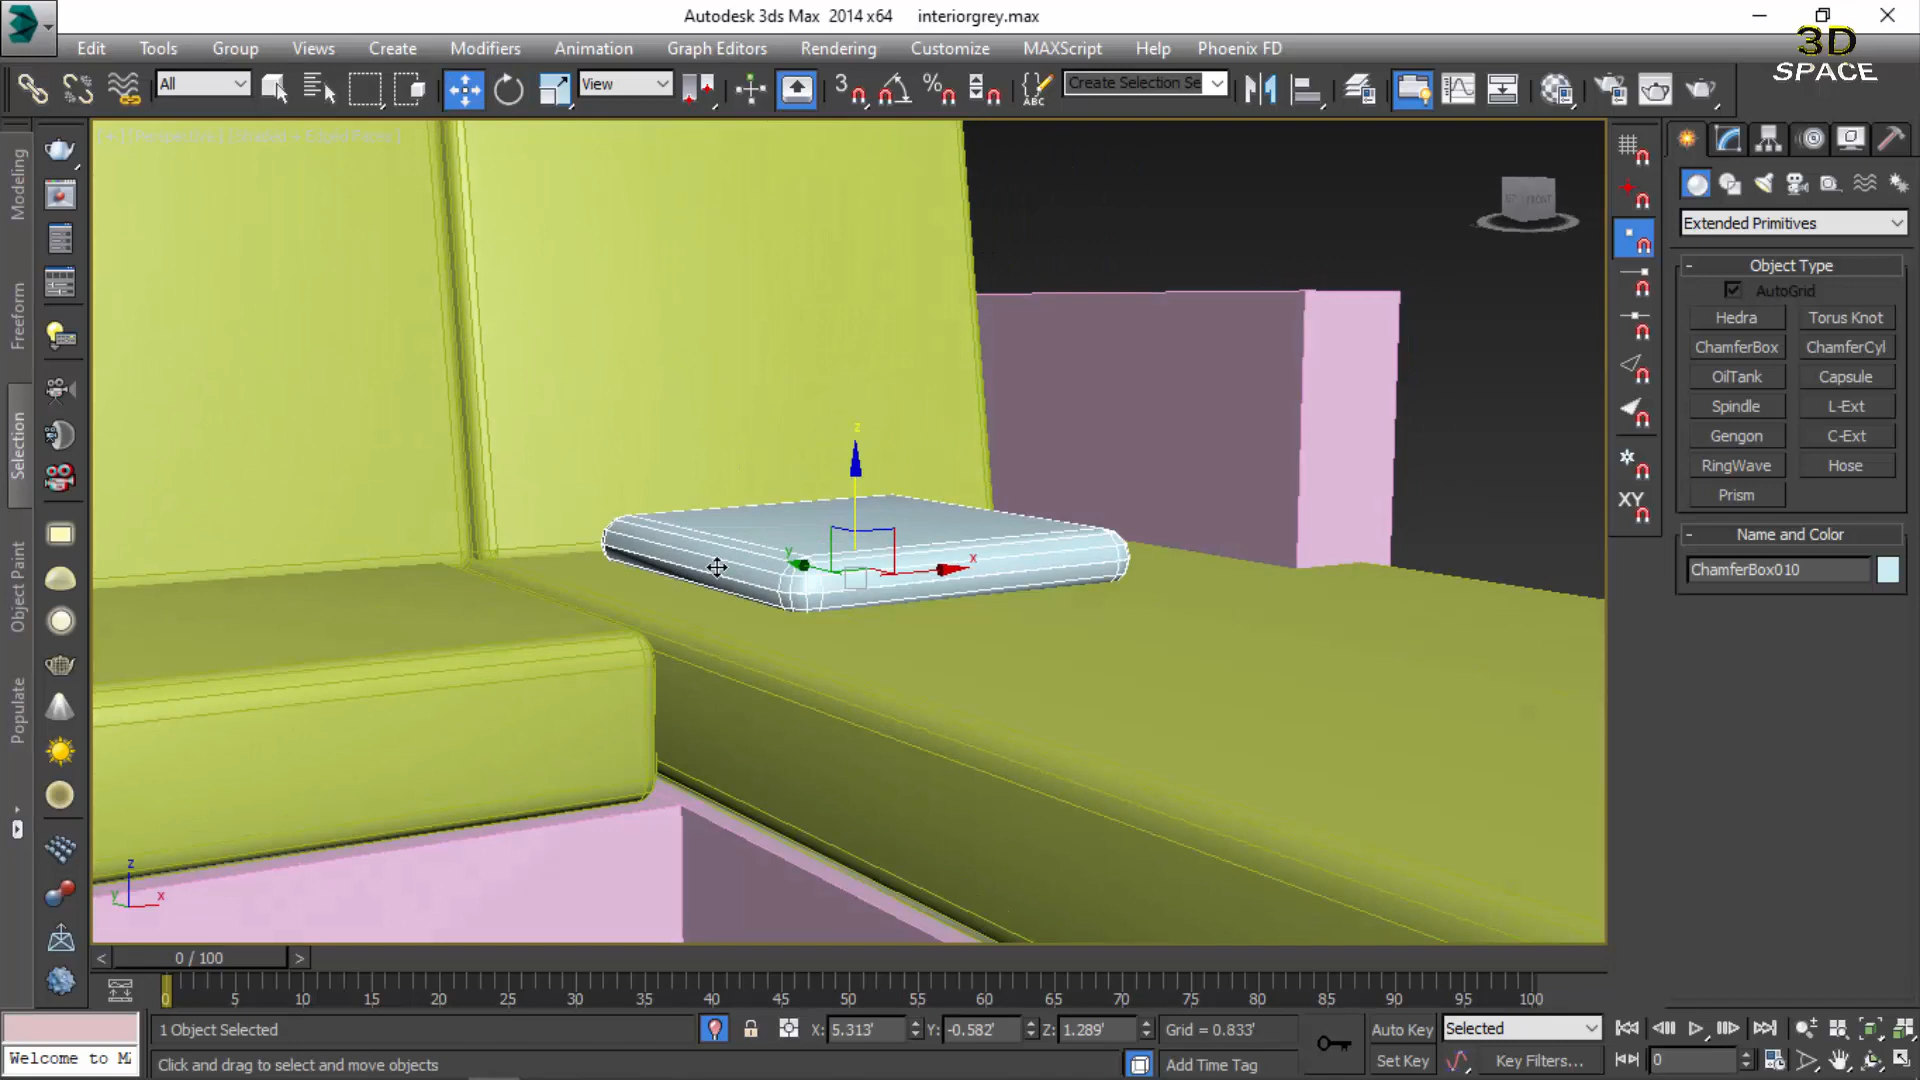 Autodesk 3ds Max 2014 x64 interiorgrey.max
3D
SPACE
Edit Tools Group Views Create Modifiers Animation Graph Editors Rendering Customize MAXScript Help Phoenix FD
All View Create Selection Se
3 % ABC
Modeling
Freeform
Selection
Object Paint
Populate
FRONT
Extended Primitives
- Object Type
AutoGrid
Hedra Torus Knot
ChamferBox ChamferCyl
OilTank Capsule
Spindle L-Ext
Gengon C-Ext
RingWave Hose
Prism
- Name and Color
ChamferBox010
XY
z
y x
z
y x
< 0 / 100 >
0 5 10 15 20 25 30 35 40 45 50 55 60 65 70 75 80 85 90 95 100
1 Object Selected X: 5.313' Y: -0.582' Z: 1.289' Grid = 0.833' Auto Key Selected
Welcome to M
Click and drag to select and move objects Add Time Tag Set Key Key Filters... 0